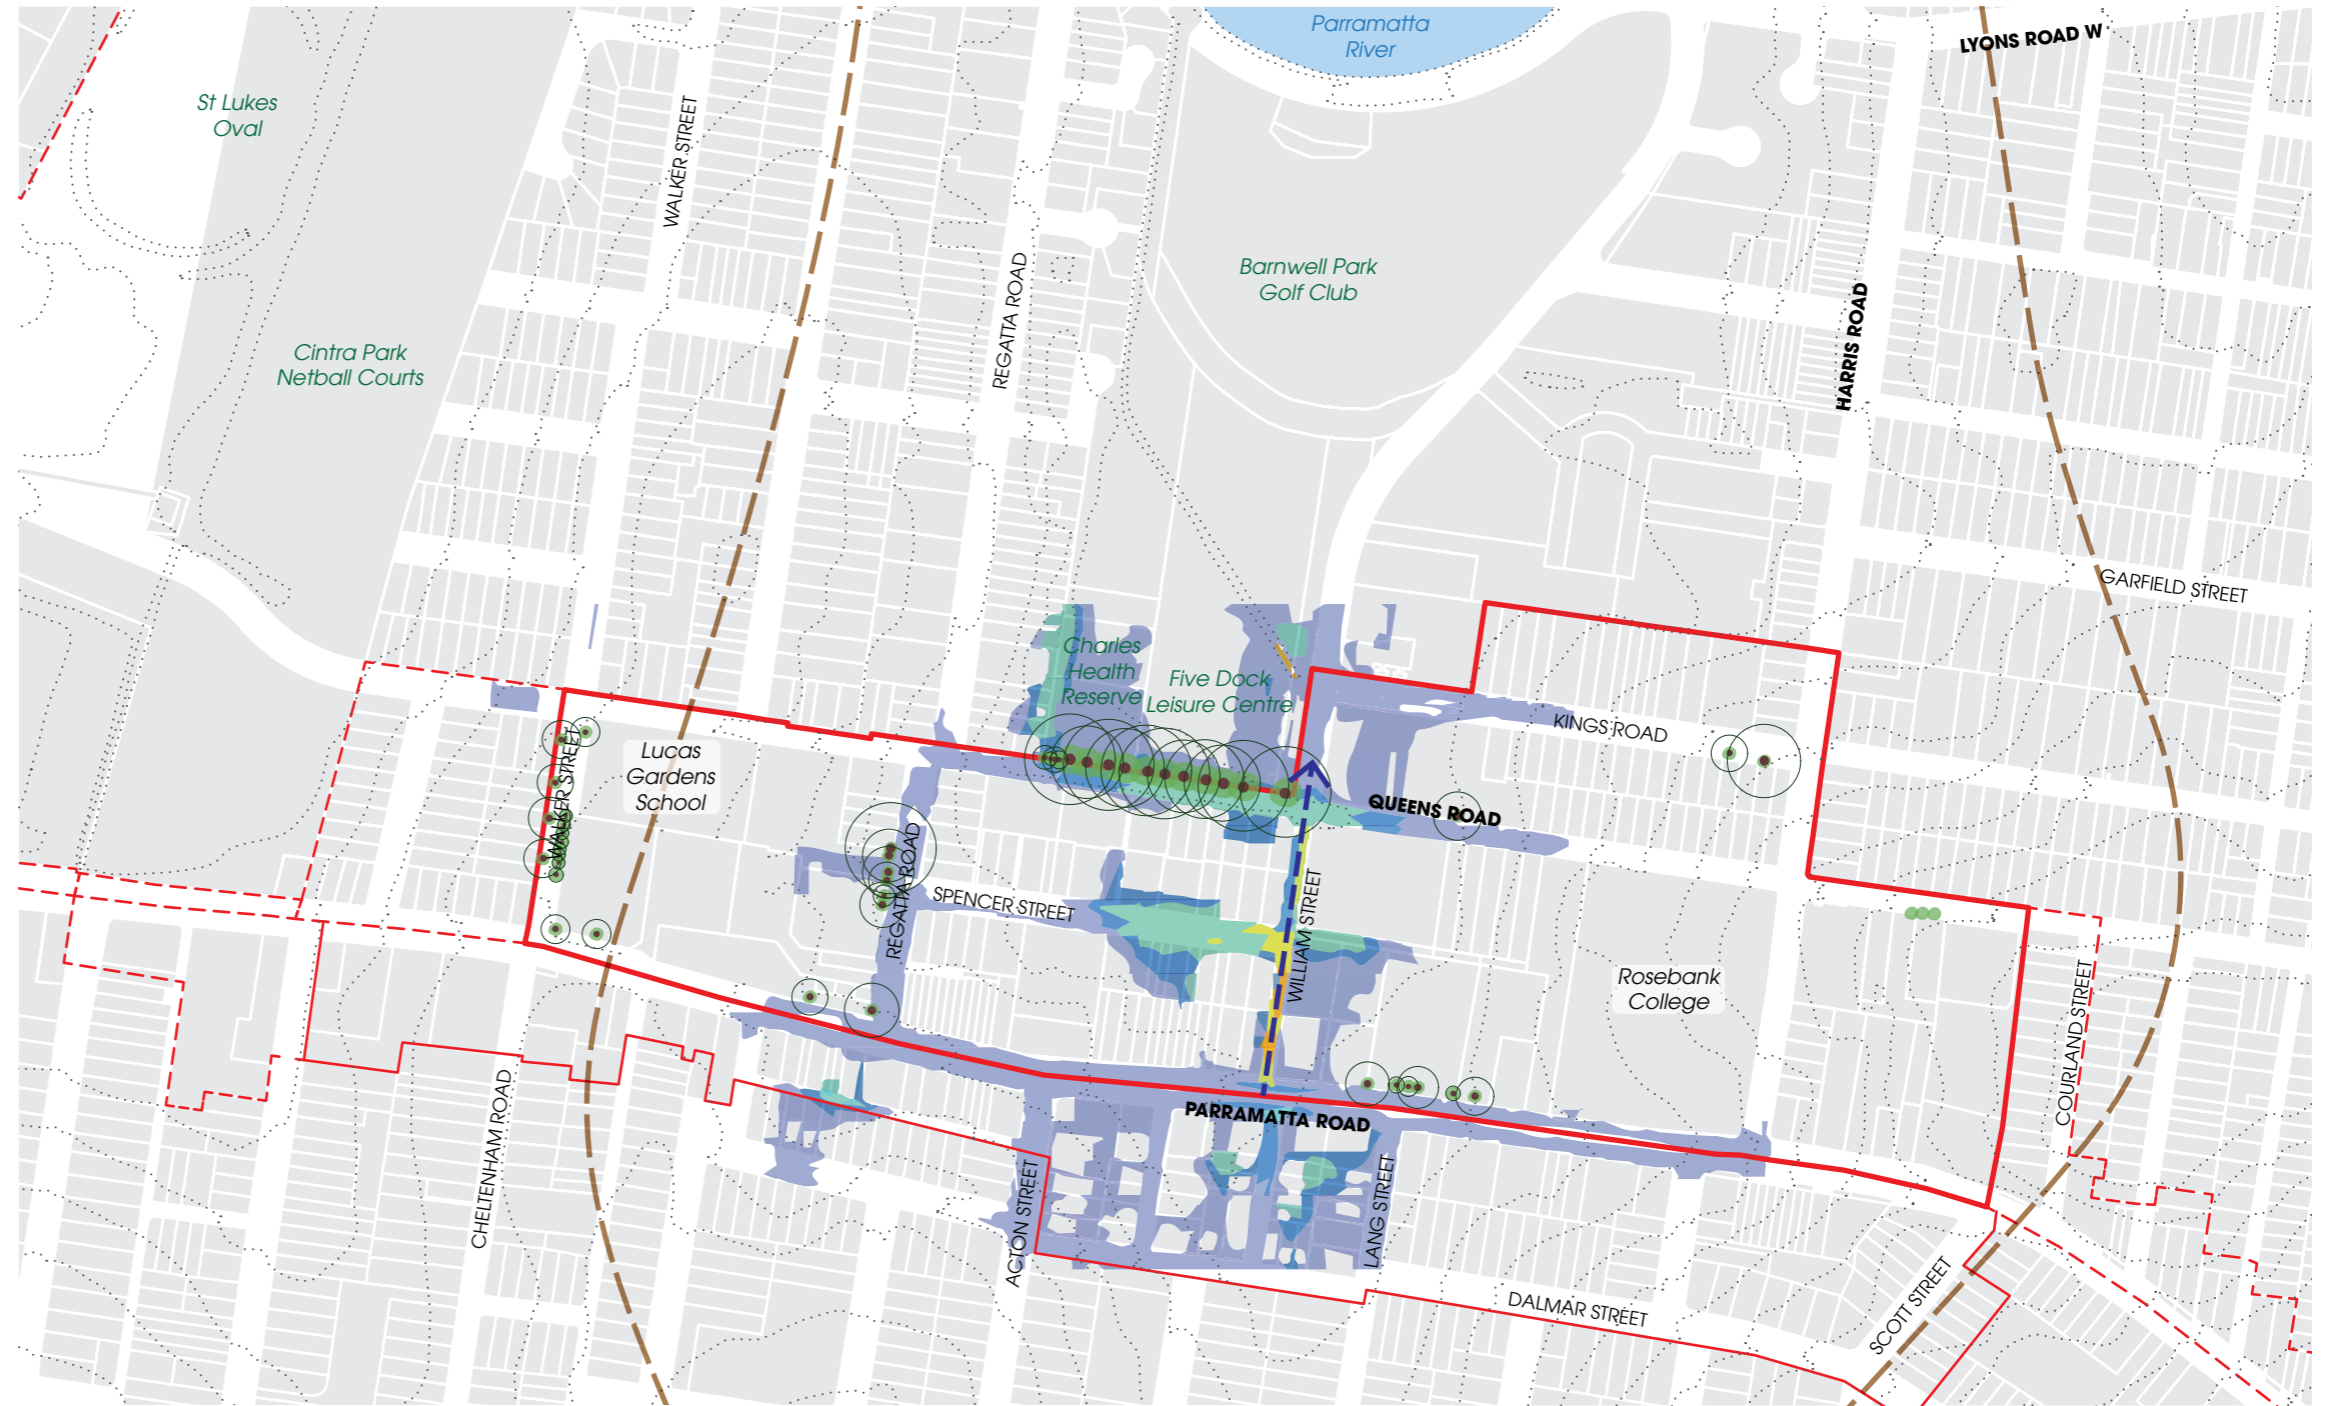 Parramatta
River
LYONS ROAD W
St Lukes
Oval
WALKER STREET
REGATTA ROAD
Barnwell Park
Golf Club
HARRIS ROAD
Cintra Park
Netball Courts
GARFIELD STREET
Charles
Health
Reserve
Five Dock
Leisure Centre
KINGS ROAD
WALKER STREET
Lucas
Gardens
School
QUEENS ROAD
REGATTA ROAD
SPENCER STREET
WILLIAM STREET
Rosebank
College
COURLAND STREET
PARRAMATTA ROAD
CHELTENHAM ROAD
ACTON STREET
LANG STREET
DALMAR STREET
SCOTT STREET